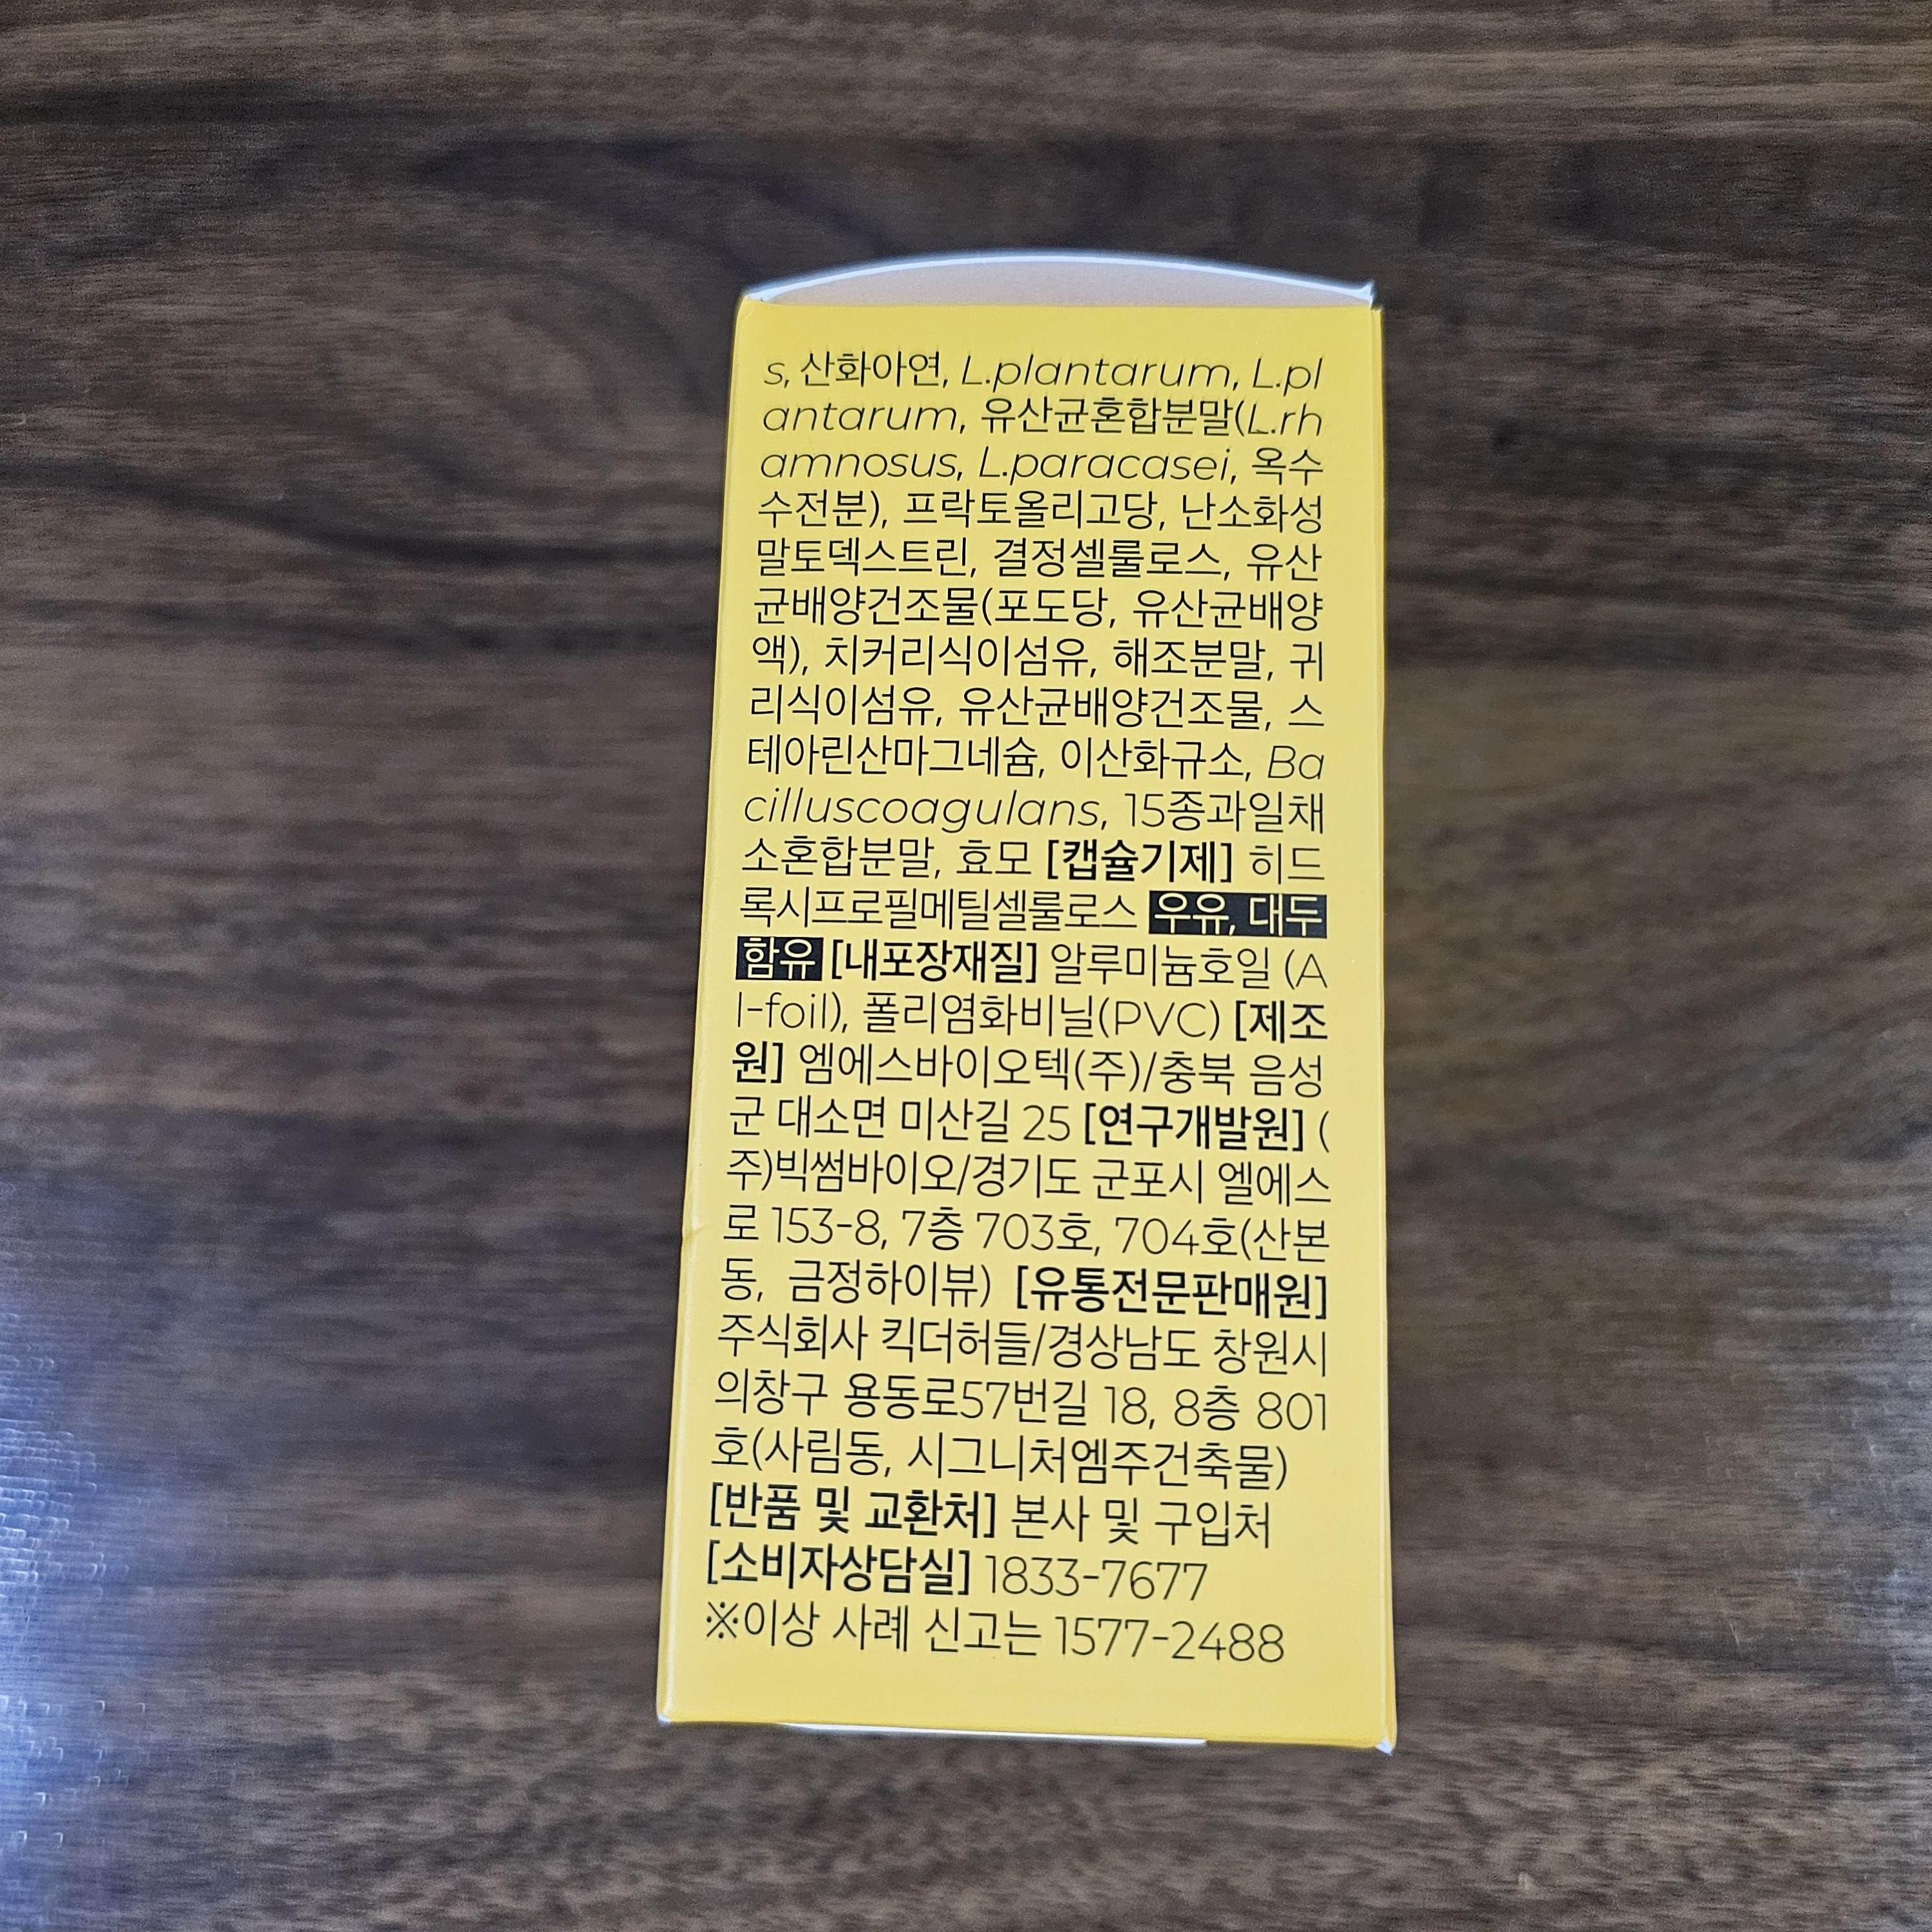 s, 산화아연, L.plantarum, L.pl
antarum, 유산균혼합분말(L.rh
amnosus, L.paracasei, 옥수
수전분), 프락토올리고당, 난소화성
말토덱스트린, 결정셀룰로스, 유산
균배양건조물(포도당, 유산균배양
액), 치커리식이섬유, 해조분말, 귀
리식이섬유, 유산균배양건조물, 스
테아린산마그네슘, 이산화규소, Ba
cilluscoagulans, 15종과일채
소혼합분말, 효모 [캡슐기제] 히드
록시프로필메틸셀룰로스 우유, 대두
함유 [내포장재질] 알루미늄호일 (A
l-foil), 폴리염화비닐(PVC) [제조
원] 엠에스바이오텍(주)/충북 음성
군 대소면 미산길 25 [연구개발원] (
주)빅썸바이오/경기도 군포시 엘에스
로 153-8, 7층 703호, 704호(산본
동, 금정하이뷰) [유통전문판매원]
주식회사 킥더허들/경상남도 창원시
의창구 용동로57번길 18, 8층 801
호(사림동, 시그니처엠주건축물)
[반품 및 교환처] 본사 및 구입처
[소비자상담실] 1833-7677
※이상 사례 신고는 1577-2488